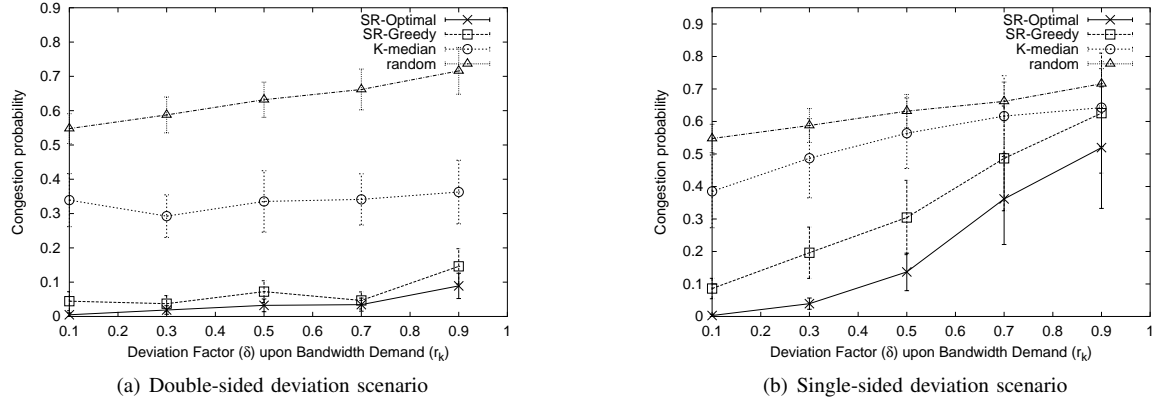 SR-Optimal
SR-Greedy
K-median
random
Congestion probability
0.9
0.8
0.7
0.6
0.5
0.4
0.3
0.2
0.1
0
0.1 0.2 0.3 0.4 0.5 0.6 0.7 0.8 0.9 1
Deviation Factor (δ) upon Bandwidth Demand (rk)
(a) Double-sided deviation scenario
SR-Optimal
SR-Greedy
K-median
random
Congestion probability
0.9
0.8
0.7
0.6
0.5
0.4
0.3
0.2
0.1
0
0.1 0.2 0.3 0.4 0.5 0.6 0.7 0.8 0.9 1
Deviation Factor (δ) upon Bandwidth Demand (rk)
(b) Single-sided deviation scenario